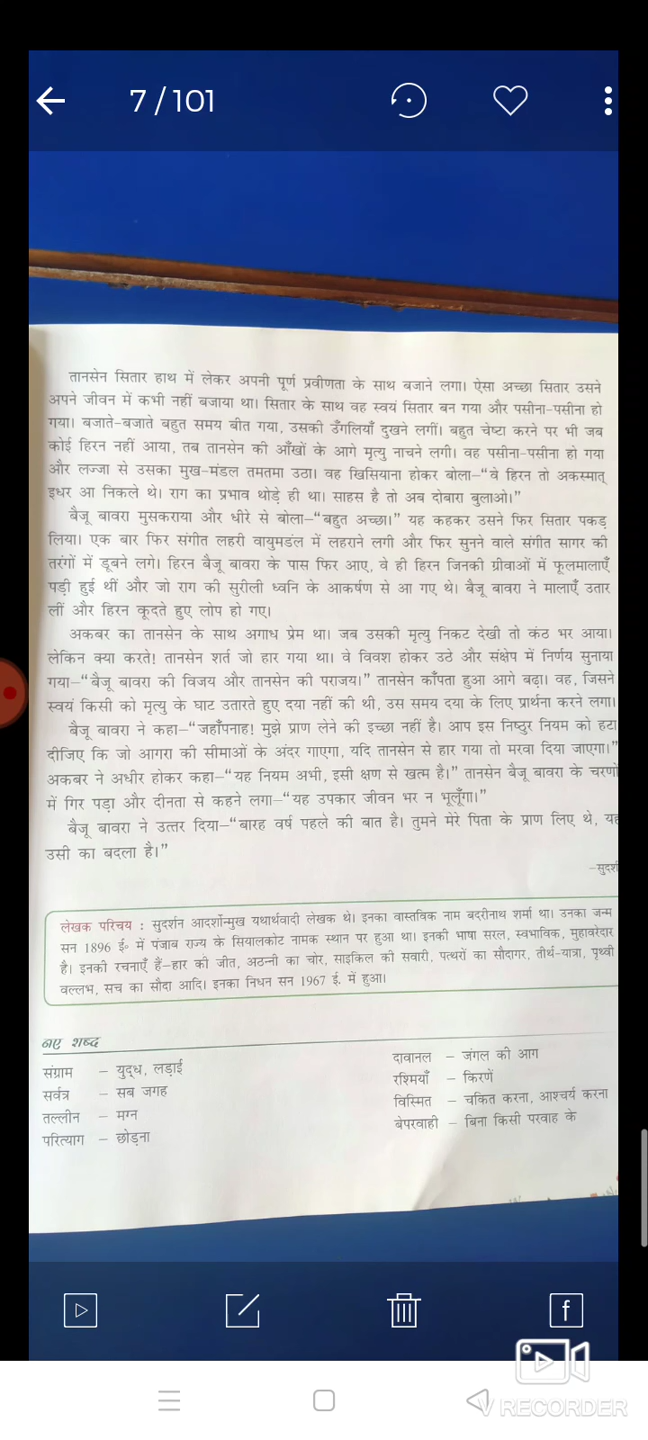 7 / 101
तानसेन सितार हाथ में लेकर अपनी पूर्ण प्रवीणता के साथ बजाने लगा। ऐसा अच्छा सितार उसने
अपने जीवन में कभी नहीं बजाया था। सितार के साथ वह स्वयं सितार बन गया और पसीना-पसीना हो
गया। बजाते-बजाते बहुत समय बीत गया, उसकी उँगलियाँ दुखने लगीं। बहुत चेष्टा करने पर भी जब
कोई हिरन नहीं आया, तब तानसेन की आँखों के आगे मृत्यु नाचने लगी। वह पसीना-पसीना हो गया
और लज्जा से उसका मुख-मंडल तमतमा उठा। वह खिसियाना होकर बोला–“वे हिरन तो अकस्मात्
इधर आ निकले थे। राग का प्रभाव थोड़े ही था। साहस है तो अब दोबारा बुलाओ।”
बैजू बावरा मुसकराया और धीरे से बोला–“बहुत अच्छा।” यह कहकर उसने फिर सितार पकड़
लिया। एक बार फिर संगीत लहरी वायुमडंल में लहराने लगी और फिर सुनने वाले संगीत सागर की
तरंगों में डूबने लगे। हिरन बैजू बावरा के पास फिर आए, वे ही हिरन जिनकी ग्रीवाओं में फूलमालाएँ
पड़ी हुई थीं और जो राग की सुरीली ध्वनि के आकर्षण से आ गए थे। बैजू बावरा ने मालाएँ उतार
लीं और हिरन कूदते हुए लोप हो गए।
अकबर का तानसेन के साथ अगाध प्रेम था। जब उसकी मृत्यु निकट देखी तो कंठ भर आया।
लेकिन क्या करते! तानसेन शर्त जो हार गया था। वे विवश होकर उठे और संक्षेप में निर्णय सुनाया
गया–“बैजू बावरा की विजय और तानसेन की पराजय।” तानसेन काँपता हुआ आगे बढ़ा। वह, जिसने
स्वयं किसी को मृत्यु के घाट उतारते हुए दया नहीं की थी, उस समय दया के लिए प्रार्थना करने लगा।
बैजू बावरा ने कहा–“जहाँपनाह! मुझे प्राण लेने की इच्छा नहीं है। आप इस निष्ठुर नियम को हटा
दीजिए कि जो आगरा की सीमाओं के अंदर गाएगा, यदि तानसेन से हार गया तो मरवा दिया जाएगा।”
अकबर ने अधीर होकर कहा–“यह नियम अभी, इसी क्षण से खत्म है।” तानसेन बैजू बावरा के चरणों
में गिर पड़ा और दीनता से कहने लगा–“यह उपकार जीवन भर न भूलूँगा।”
बैजू बावरा ने उत्तर दिया–“बारह वर्ष पहले की बात है। तुमने मेरे पिता के प्राण लिए थे, यह
उसी का बदला है।”
–सुदर्श
लेखक परिचय : सुदर्शन आदर्शोन्मुख यथार्थवादी लेखक थे। इनका वास्तविक नाम बदरीनाथ शर्मा था। उनका जन्म
सन 1896 ई० में पंजाब राज्य के सियालकोट नामक स्थान पर हुआ था। इनकी भाषा सरल, स्वभाविक, मुहावरेदार
है। इनकी रचनाएँ हैं–हार की जीत, अठन्नी का चोर, साइकिल की सवारी, पत्थरों का सौदागर, तीर्थ-यात्रा, पृथ्वी
वल्लभ, सच का सौदा आदि। इनका निधन सन 1967 ई. में हुआ।
नए शब्द
संग्राम – युद्ध, लड़ाई
सर्वत्र – सब जगह
तल्लीन – मग्न
परित्याग – छोड़ना
दावानल – जंगल की आग
रश्मियाँ – किरणें
विस्मित – चकित करना, आश्चर्य करना
बेपरवाही – बिना किसी परवाह के
f
V RECORDER